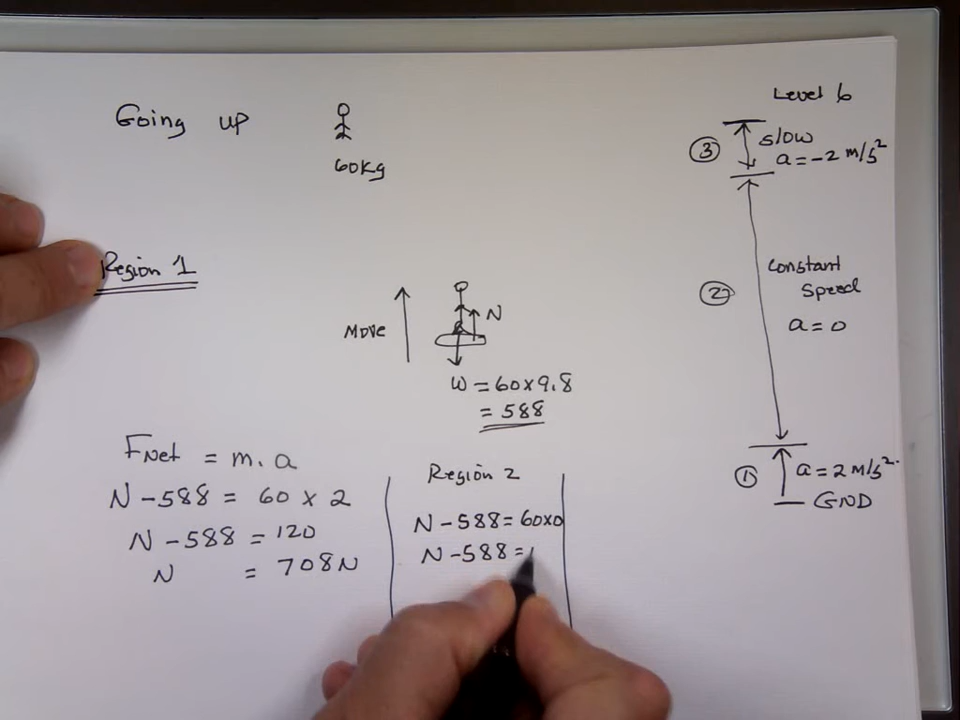 Going up
60Kg
Region 1
Move
N
W = 60 x 9.8
= 588
FNet = m.a
N - 588 = 60 x 2
N - 588 = 120
N = 708N
Region 2
N - 588 = 60x0
N - 588 =
Level 6
③ Slow
a = -2 m/s²
② Constant
Speed
a = 0
① a = 2 m/s²
GND